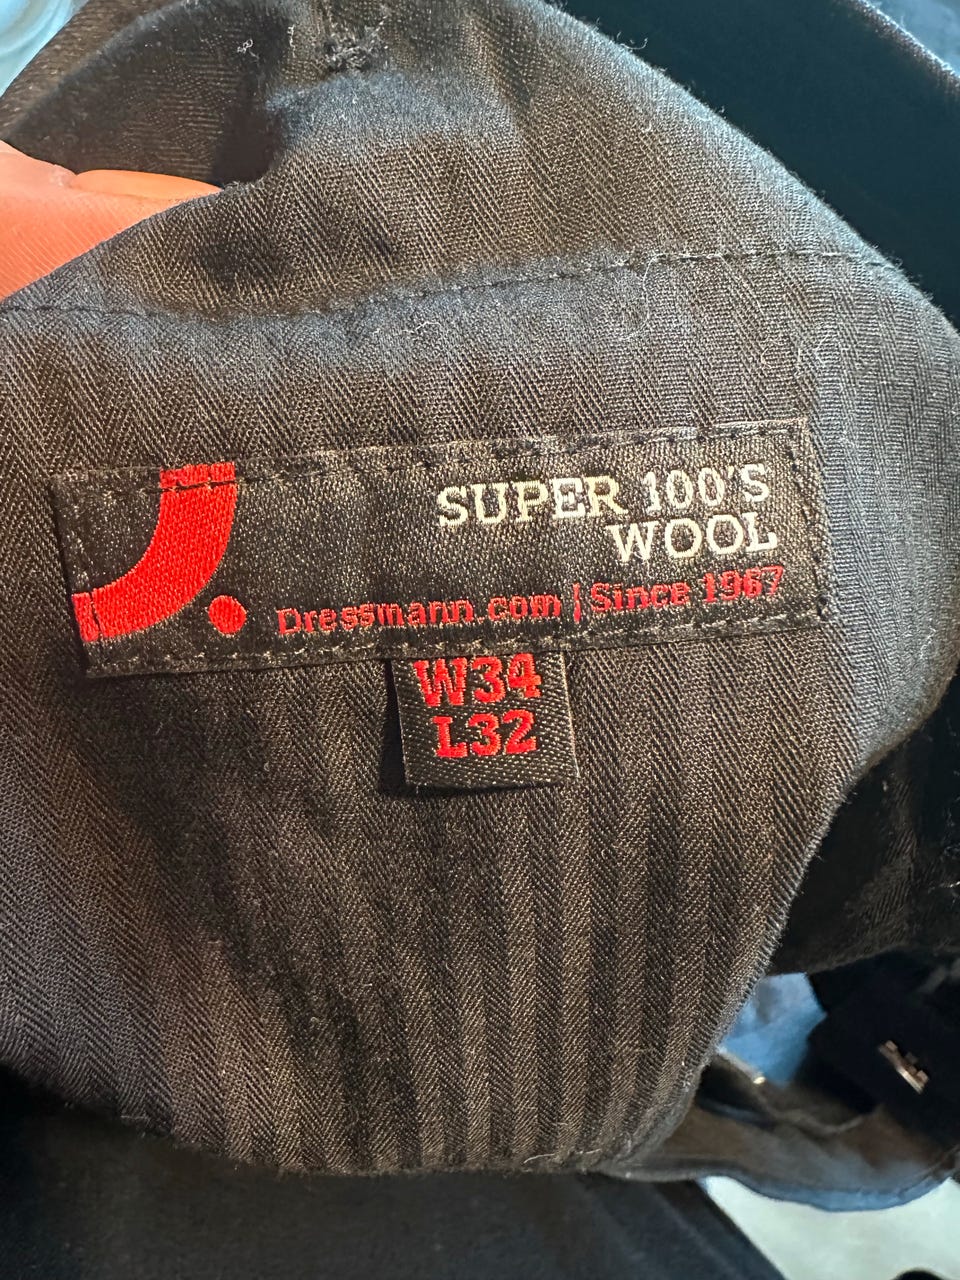 SUPER 100'S
WOOL
Dressmann.com | Since 1967
W34
L32